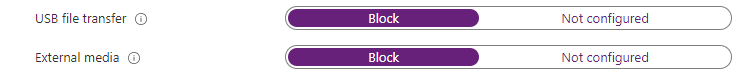 USB file transfer Block Not configured
External media Block Not configured